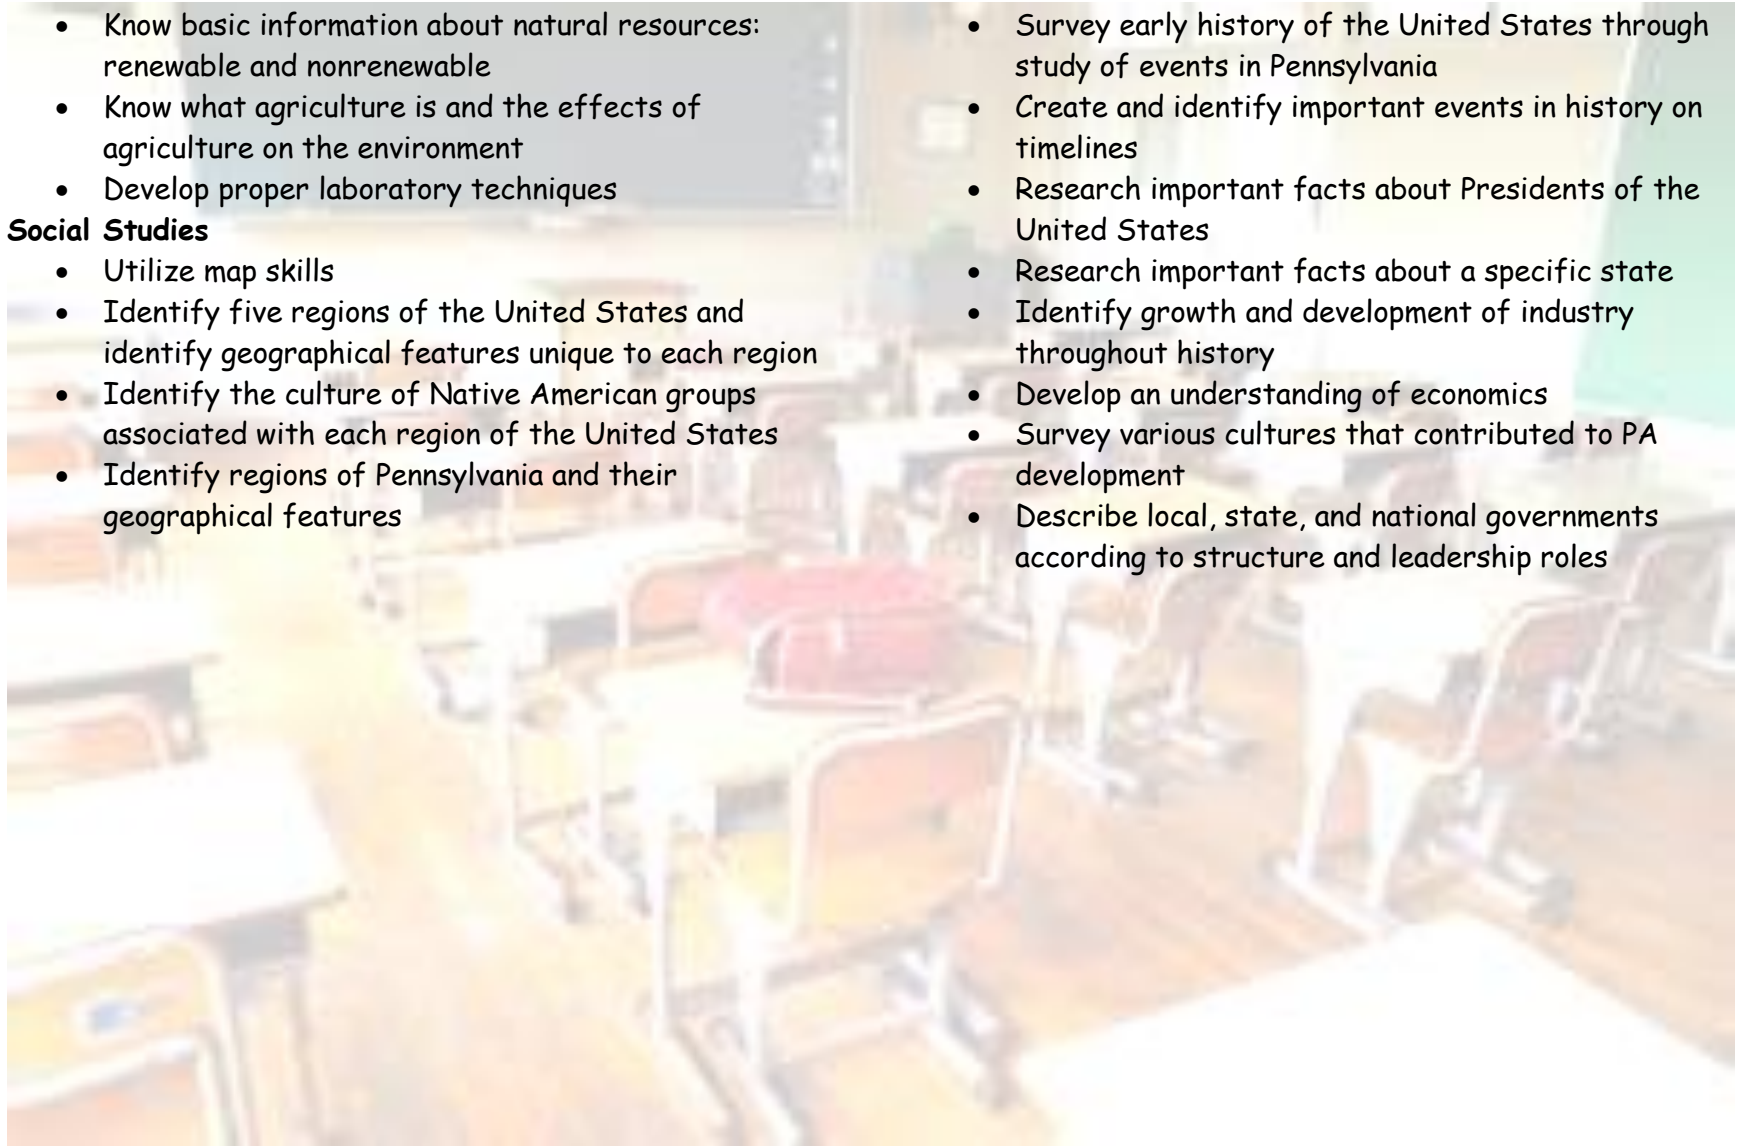 • Know basic information about natural resources:
renewable and nonrenewable
• Know what agriculture is and the effects of
agriculture on the environment
• Develop proper laboratory techniques
Social Studies
• Utilize map skills
• Identify five regions of the United States and
identify geographical features unique to each region
• Identify the culture of Native American groups
associated with each region of the United States
• Identify regions of Pennsylvania and their
geographical features
• Survey early history of the United States through
study of events in Pennsylvania
• Create and identify important events in history on
timelines
• Research important facts about Presidents of the
United States
• Research important facts about a specific state
• Identify growth and development of industry
throughout history
• Develop an understanding of economics
• Survey various cultures that contributed to PA
development
• Describe local, state, and national governments
according to structure and leadership roles